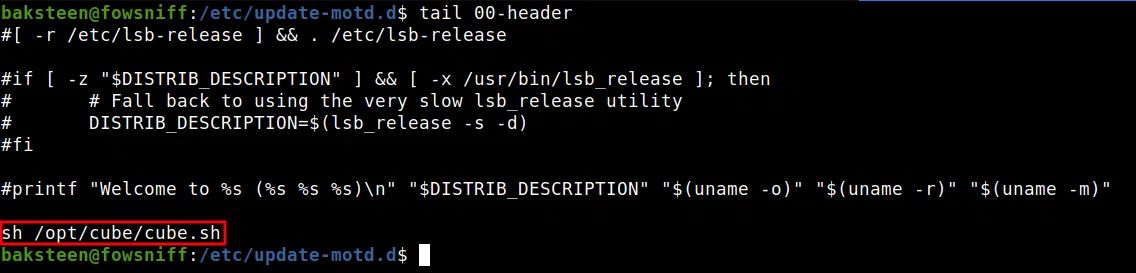 baksteen@fowsniff:/etc/update-motd.d$ tail 00-header
#[ -r /etc/lsb-release ] && . /etc/lsb-release
#if [ -z "$DISTRIB_DESCRIPTION" ] && [ -x /usr/bin/lsb_release ]; then
#       # Fall back to using the very slow lsb_release utility
#       DISTRIB_DESCRIPTION=$(lsb_release -s -d)
#fi
#printf "Welcome to %s (%s %s %s)\n" "$DISTRIB_DESCRIPTION" "$(uname -o)" "$(uname -r)" "$(uname -m)"
sh /opt/cube/cube.sh
baksteen@fowsniff:/etc/update-motd.d$